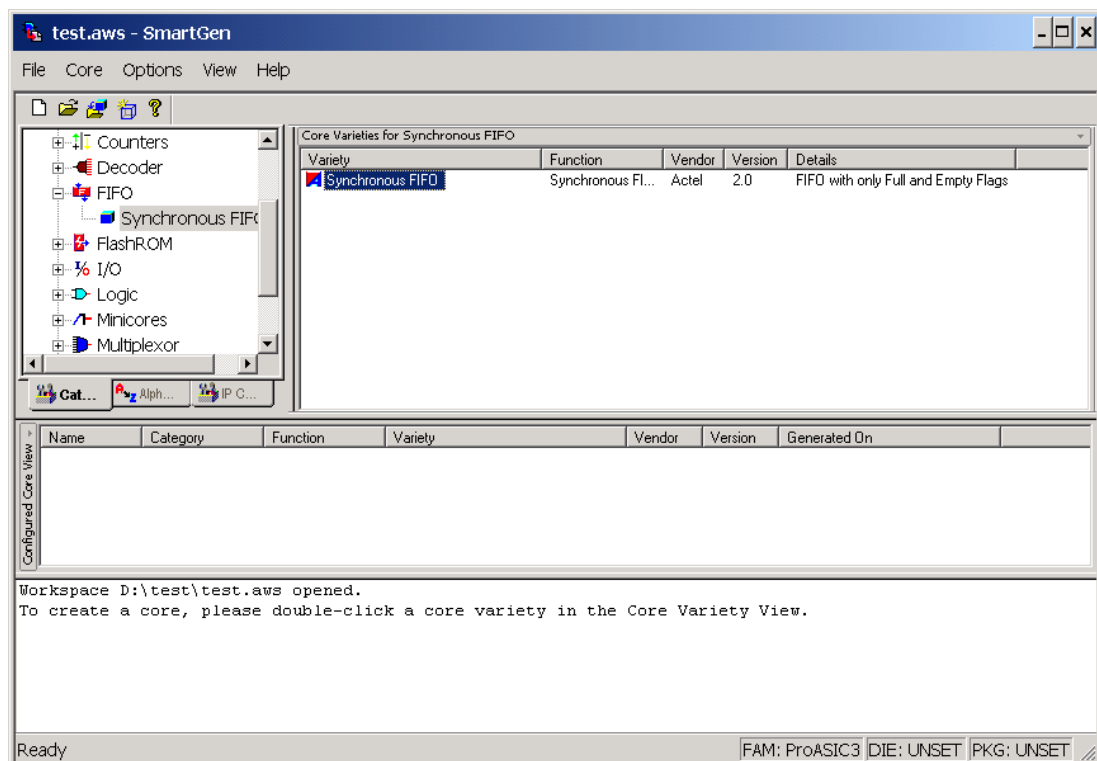 test.aws - SmartGen
File Core Options View Help
Counters
Decoder
FIFO
Synchronous FIF
FlashROM
I/O
Logic
Minicores
Multiplexor
Cat... Alph... IP C...
Core Varieties for Synchronous FIFO
Variety Function Vendor Version Details
Synchronous FIFO Synchronous FI... Actel 2.0 FIFO with only Full and Empty Flags
Configured Core View
Name Category Function Variety Vendor Version Generated On
Workspace D:\test\test.aws opened.
To create a core, please double-click a core variety in the Core Variety View.
Ready FAM: ProASIC3 DIE: UNSET PKG: UNSET